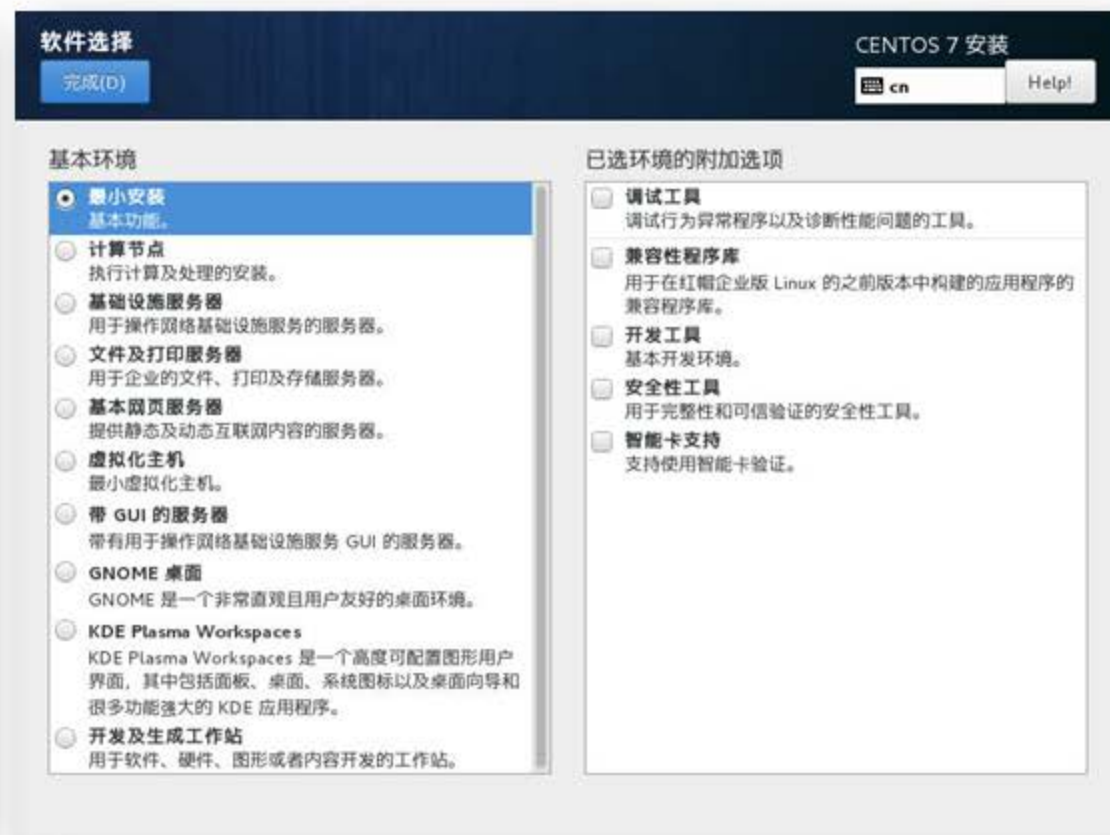 软件选择
完成(D)
CENTOS 7 安装
cn
Help!
基本环境
最小安装
基本功能。
计算节点
执行计算及处理的安装。
基础设施服务器
用于操作网络基础设施服务的服务器。
文件及打印服务器
用于企业的文件、打印及存储服务器。
基本网页服务器
提供静态及动态互联网内容的服务器。
虚拟化主机
最小虚拟化主机。
带 GUI 的服务器
带有用于操作网络基础设施服务 GUI 的服务器。
GNOME 桌面
GNOME 是一个非常直观且用户友好的桌面环境。
KDE Plasma Workspaces
KDE Plasma Workspaces 是一个高度可配置图形用户
界面，其中包括面板、桌面、系统图标以及桌面向导和
很多功能强大的 KDE 应用程序。
开发及生成工作站
用于软件、硬件、图形或者内容开发的工作站。
已选环境的附加选项
调试工具
调试行为异常程序以及诊断性能问题的工具。
兼容性程序库
用于在红帽企业版 Linux 的之前版本中构建的应用程序的
兼容程序库。
开发工具
基本开发环境。
安全性工具
用于完整性和可信验证的安全性工具。
智能卡支持
支持使用智能卡验证。